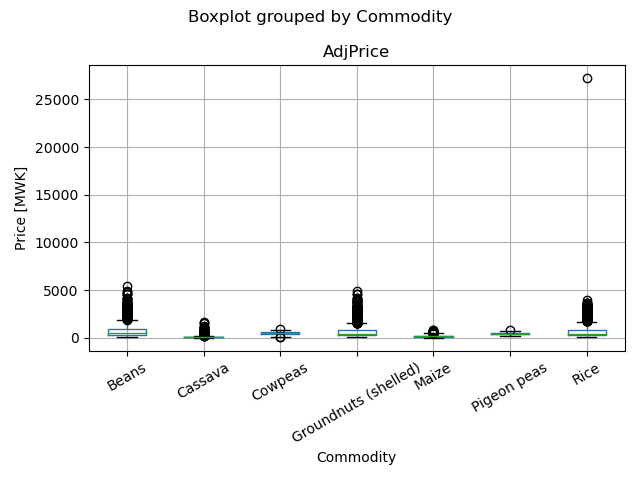 Boxplot grouped by Commodity
AdjPrice
Price [MWK]
25000
20000
15000
10000
5000
0
Beans
Cassava
Cowpeas
Groundnuts (shelled)
Maize
Pigeon peas
Rice
Commodity